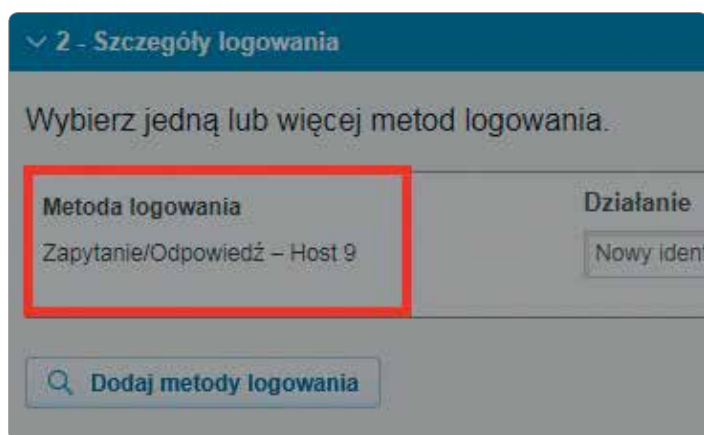 2 - Szczegóły logowania
Wybierz jedną lub więcej metod logowania.
Metoda logowania
Działanie
Zapytanie/Odpowiedź – Host 9
Nowy
Dodaj metody logowania